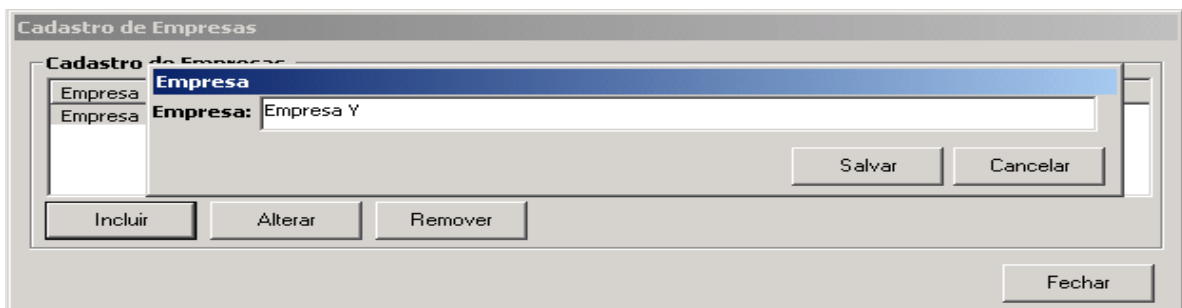 Cadastro de Empresas
Cadastro de Empresas
Empresa
Empresa
Empresa
Empresa: Empresa Y
Salvar Cancelar
Incluir Alterar Remover
Fechar